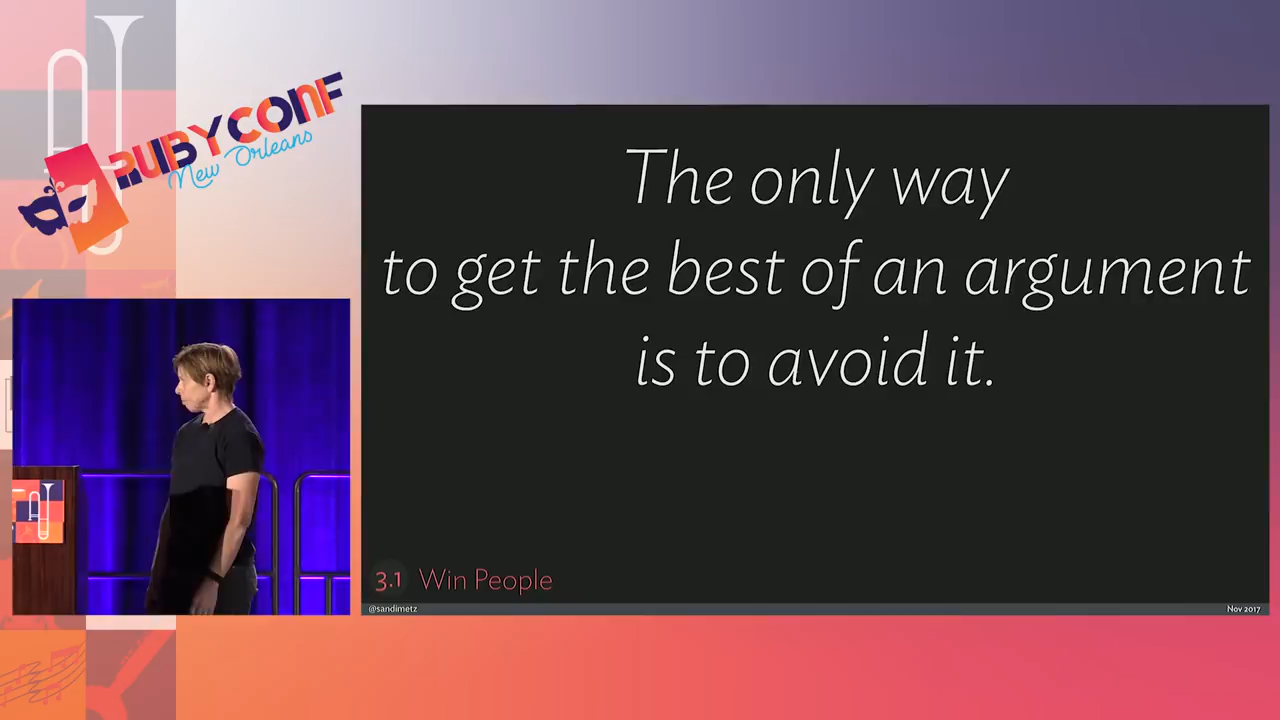 RUBYCONF
New Orleans
The only way
to get the best of an argument
is to avoid it.
3.1 Win People
@sandimetz
Nov 2017